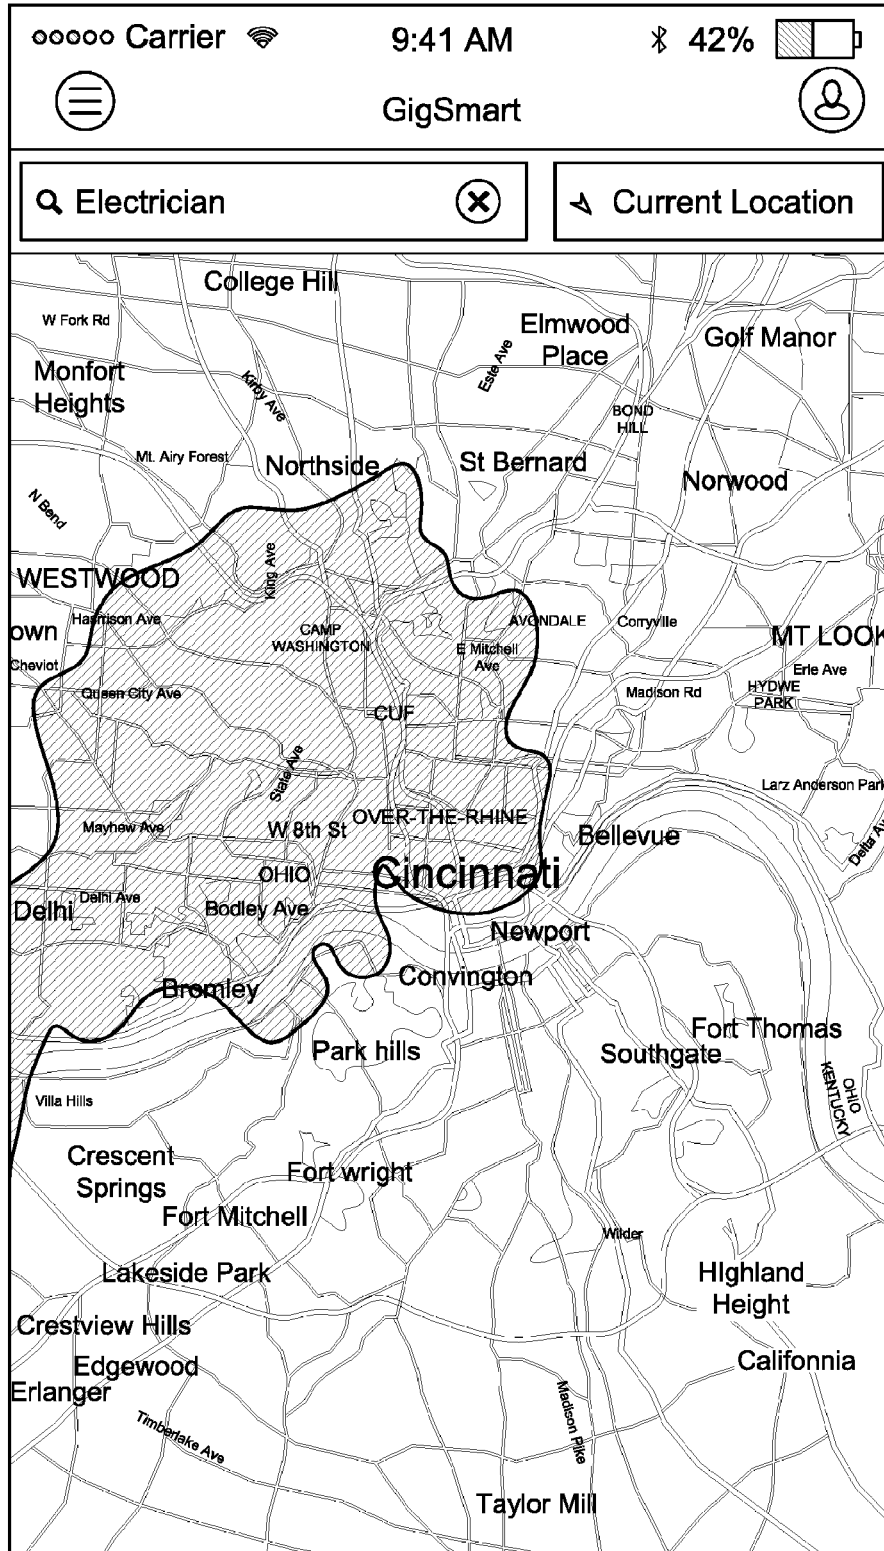 Carrier 9:41 AM 42%
GigSmart
Electrician Current Location
College Hill
W Fork Rd
Elmwood
Place
Golf Manor
Este Ave
Monfort
Heights
Kirby Ave
BOND
HILL
Mt. Airy Forest
Northside
St Bernard
Norwood
N Bend
King Ave
WESTWOOD
Harrison Ave
own
CAMP
WASHINGTON
AVONDALE
Corryville
MT LOOK
Cheviot
E Mitchell
Ave
Erle Ave
Queen City Ave
Madison Rd
HYDWE
PARK
CUF
State Ave
Larz Anderson Park
Mayhew Ave
W 8th St
OVER-THE-RHINE
Bellevue
Delta Av
OHIO
Cincinnati
Delhi
Delhi Ave
Bodley Ave
Newport
Bromley
Convington
Park hills
Southgate
Fort Thomas
OHIO
KENTUCKY
Villa Hills
Crescent
Springs
Fort wright
Fort Mitchell
Wilder
Lakeside Park
HIghland
Height
Crestview Hills
Edgewood
Erlanger
Califonnia
Timberlake Ave
Madison Pike
Taylor Mill